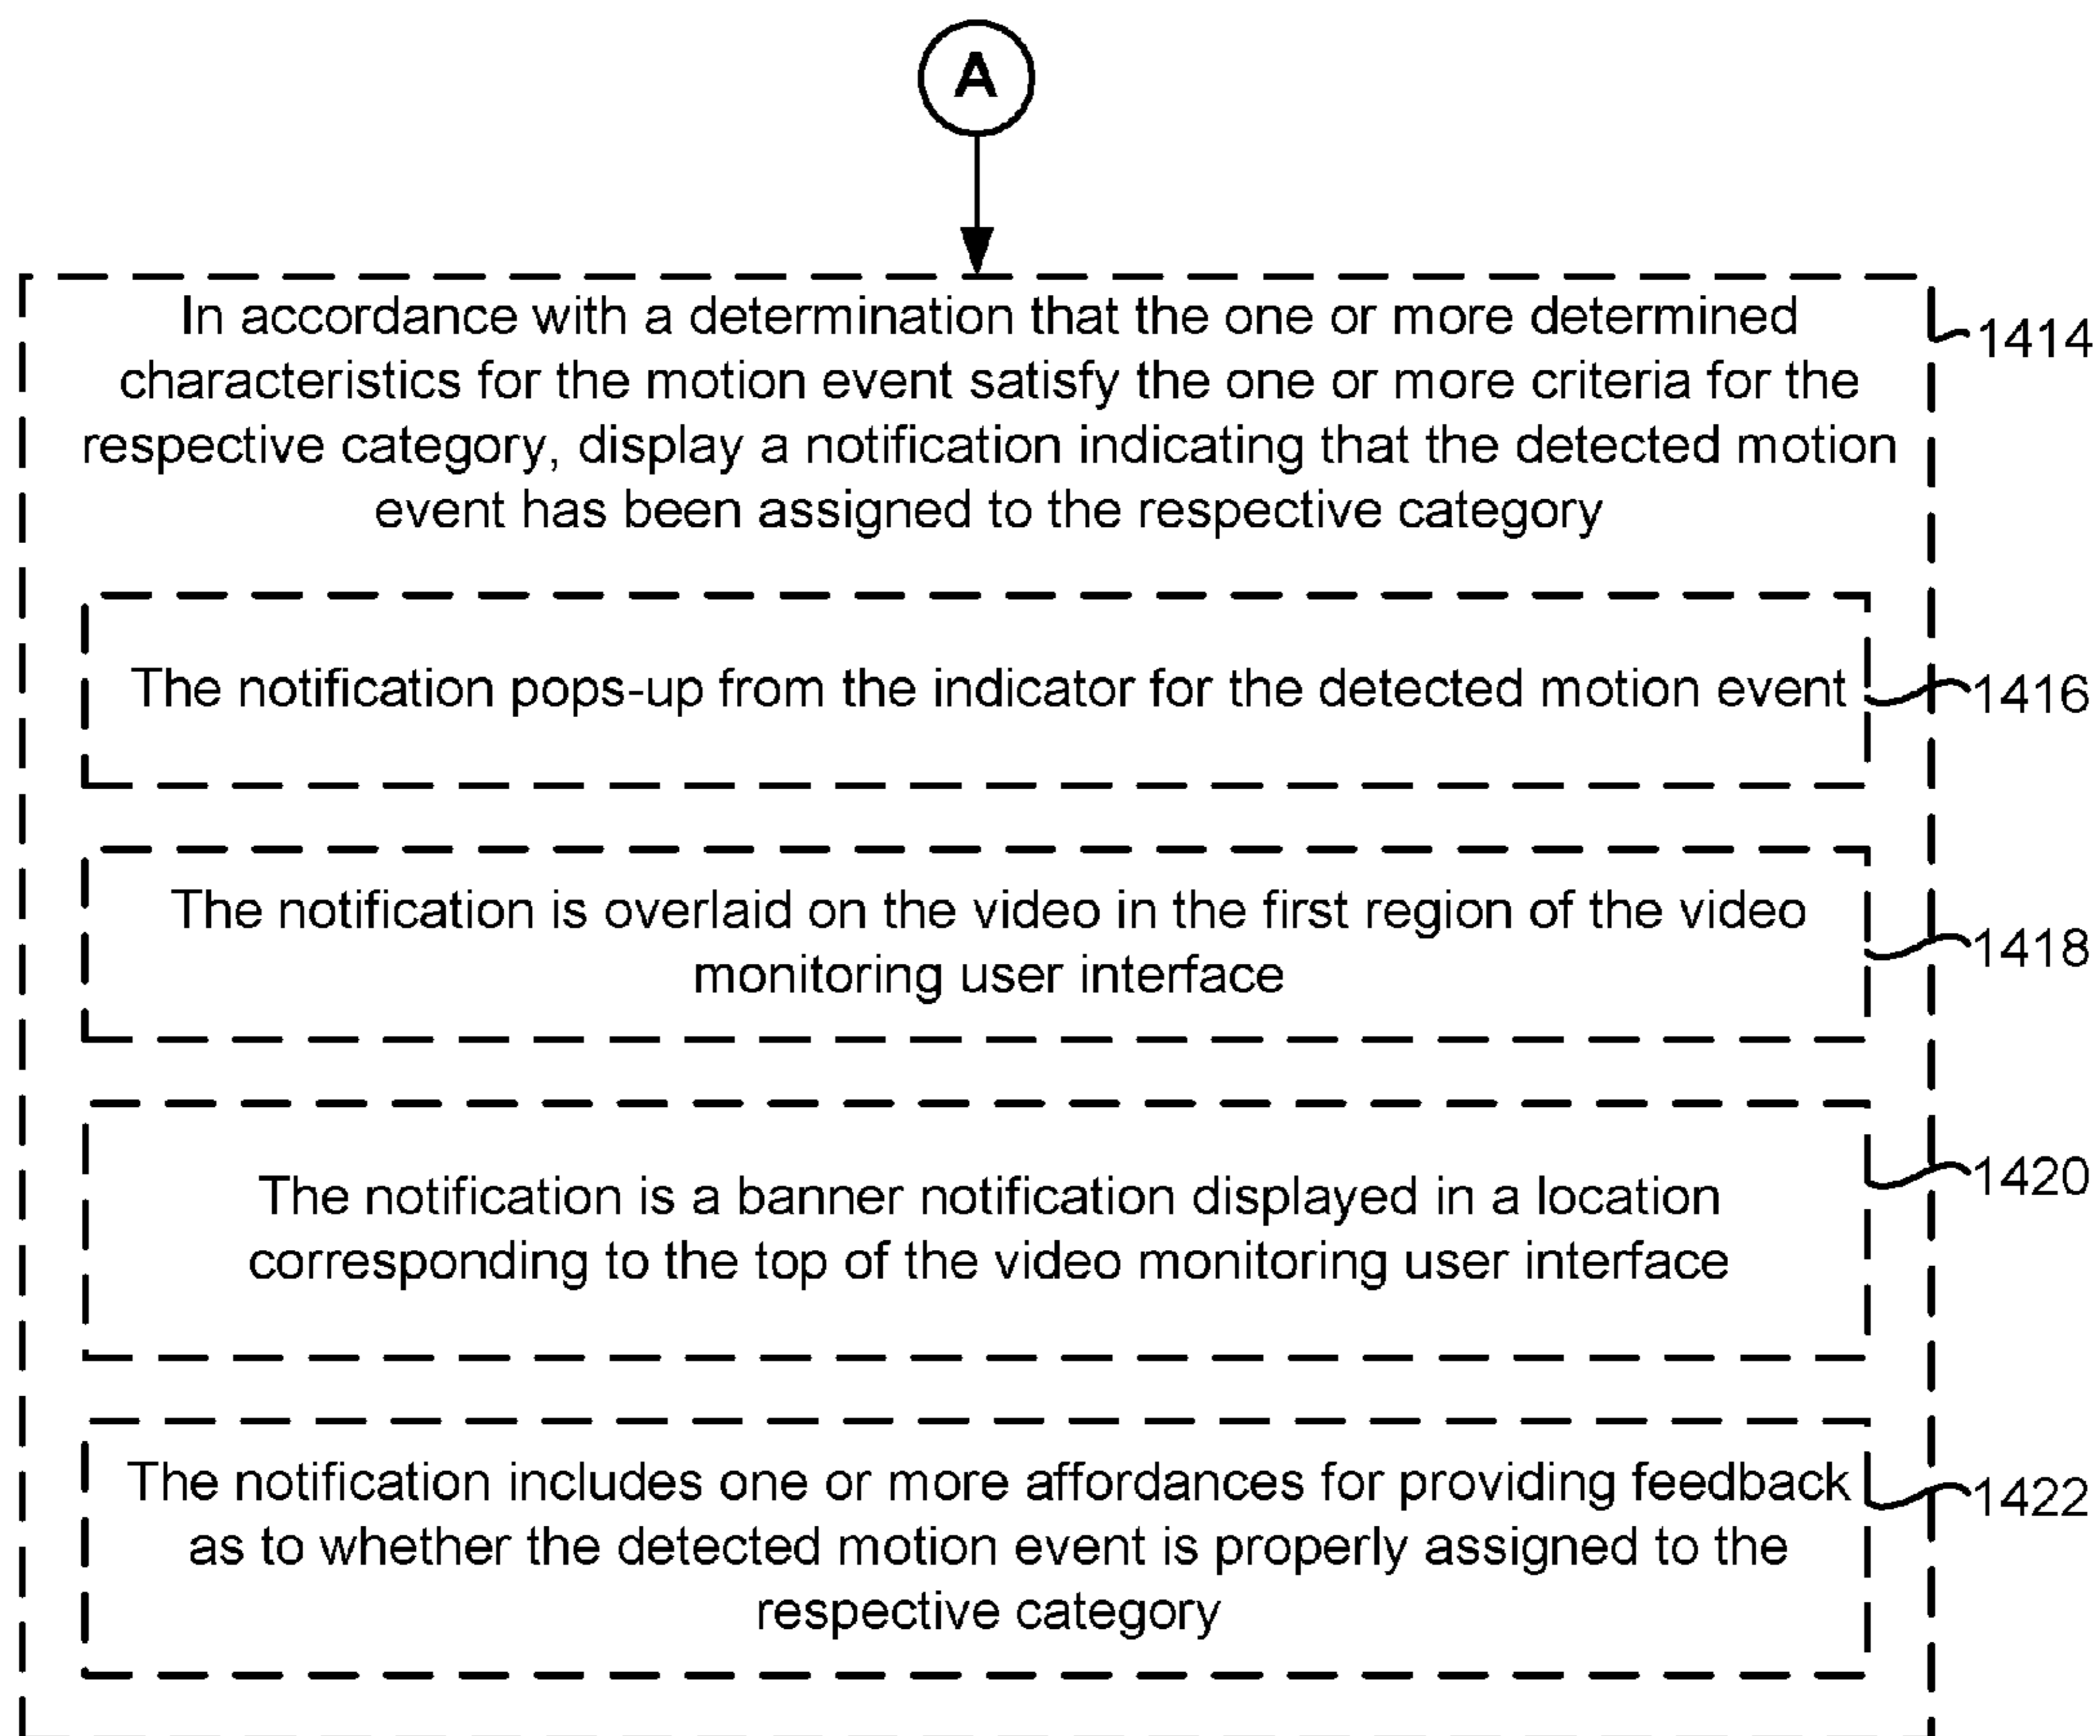 A
In accordance with a determination that the one or more determined
characteristics for the motion event satisfy the one or more criteria for the
respective category, display a notification indicating that the detected motion
event has been assigned to the respective category
1414
The notification pops-up from the indicator for the detected motion event
1416
The notification is overlaid on the video in the first region of the video
monitoring user interface
1418
The notification is a banner notification displayed in a location
corresponding to the top of the video monitoring user interface
1420
The notification includes one or more affordances for providing feedback
as to whether the detected motion event is properly assigned to the
respective category
1422